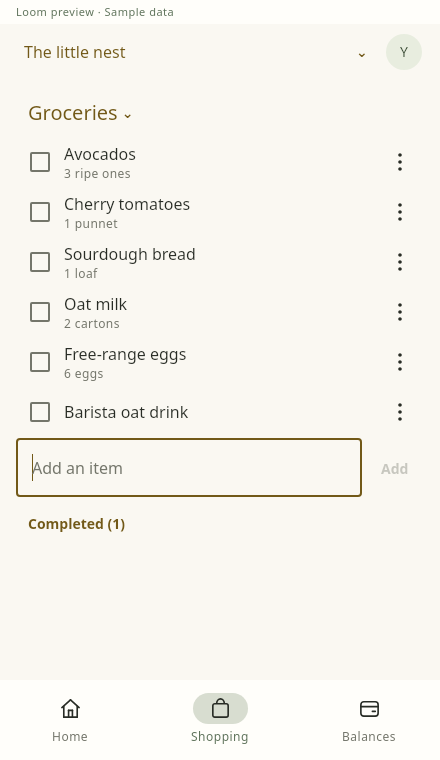 Loom preview · Sample data
The little nest
Y
Groceries
Avocados
3 ripe ones
Cherry tomatoes
1 punnet
Sourdough bread
1 loaf
Oat milk
2 cartons
Free-range eggs
6 eggs
Barista oat drink
Add an item
Add
Completed (1)
Home
Shopping
Balances